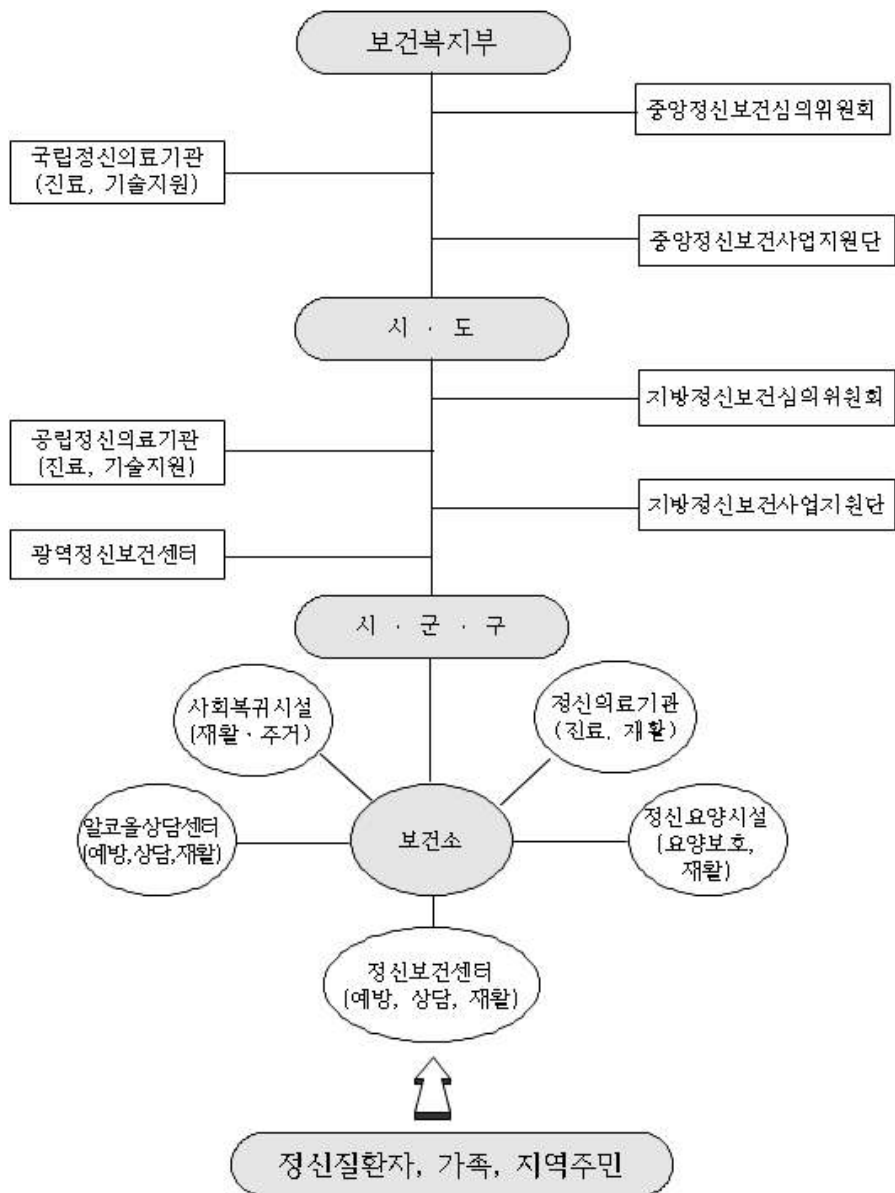 보건복지부
중앙정신보건심의위원회
국립정신의료기관
(진료, 기술지원)
중앙정신보건사업지원단
시 · 도
지방정신보건심의위원회
공립정신의료기관
(진료, 기술지원)
지방정신보건사업지원단
광역정신보건센터
시 · 군 · 구
사회복귀시설
(재활 · 주거)
정신의료기관
(진료, 재활)
알코올상담센터
(예방,상담,재활)
보건소
정신요양시설
(요양보호,
재활)
정신보건센터
(예방, 상담, 재활)
정신질환자, 가족, 지역주민